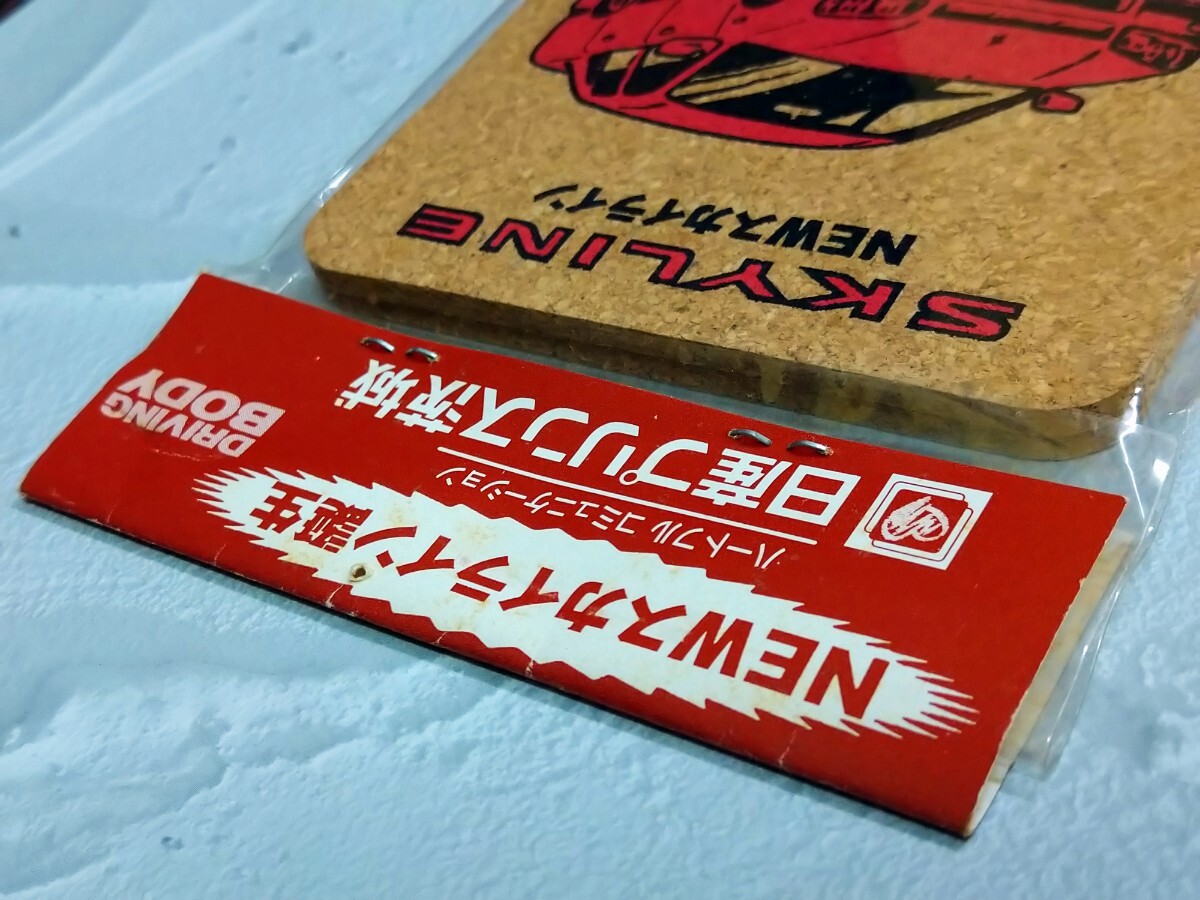 NEWスカイライン誕生
ハートフル コミュニケーション
日産プリンス茨城
DRIVING
BODY
SKYLINE
NEWスカイライン